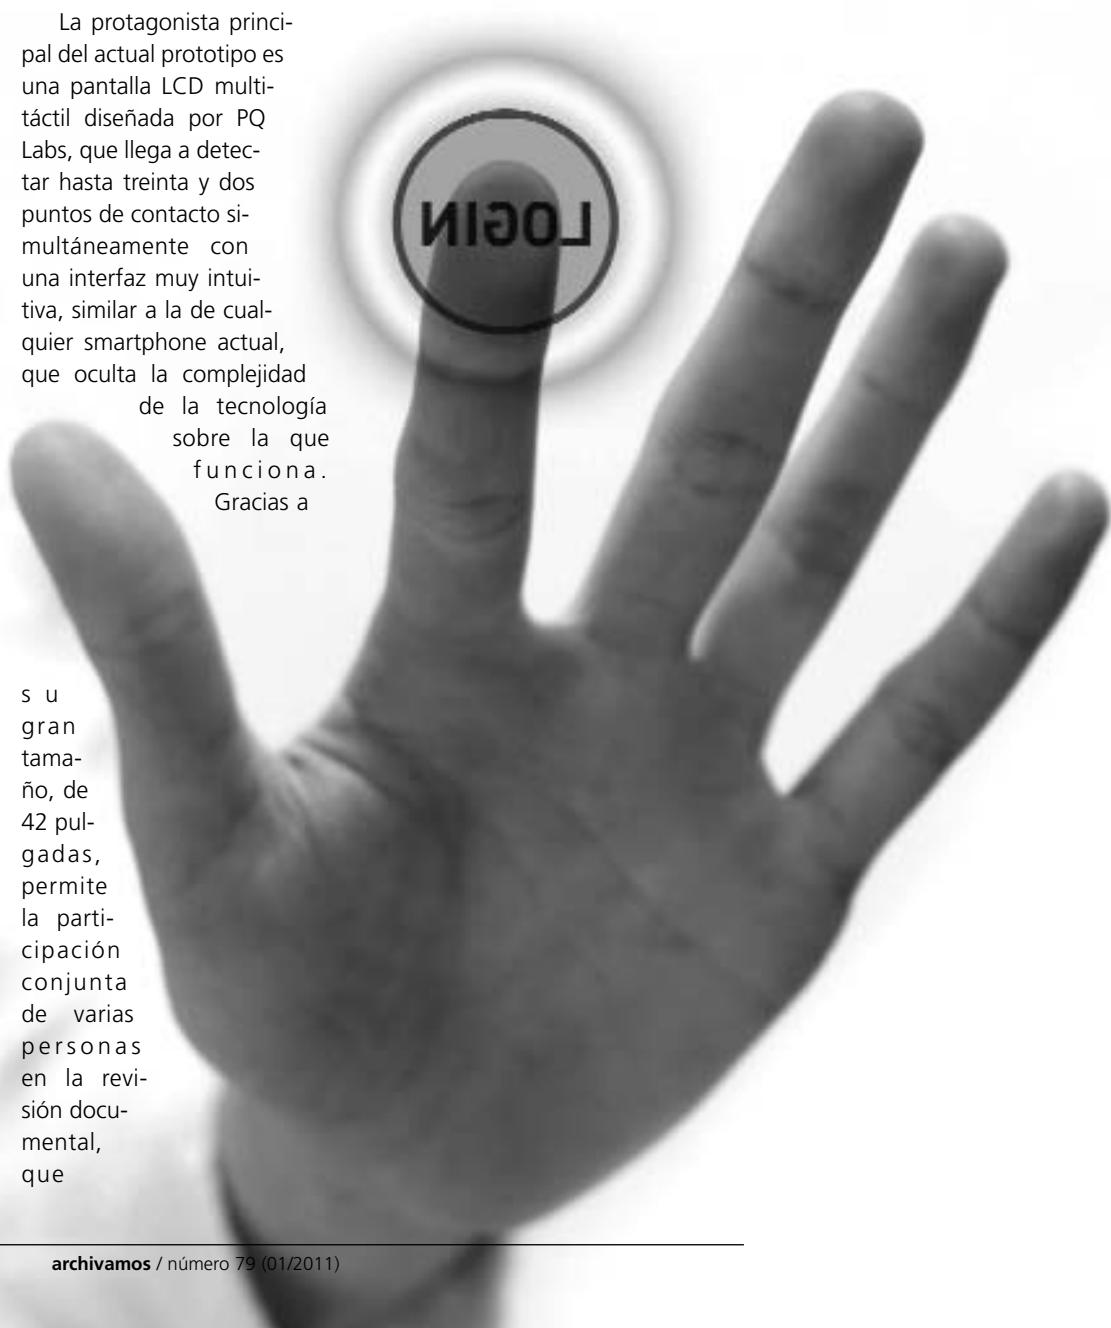 La protagonista princi-
pal del actual prototipo es
una pantalla LCD multi-
táctil diseñada por PQ
Labs, que llega a detec-
tar hasta treinta y dos
puntos de contacto si-
multáneamente con
una interfaz muy intui-
tiva, similar a la de cual-
quier smartphone actual,
que oculta la complejidad
de la tecnología
sobre la que
funciona.
Gracias a
LOGIN
su
gran
tama-
ño, de
42 pul-
gadas,
permite
la parti-
cipación
conjunta
de varias
personas
en la revi-
sión docu-
mental,
que
archivamos / número 79 (01/2011)